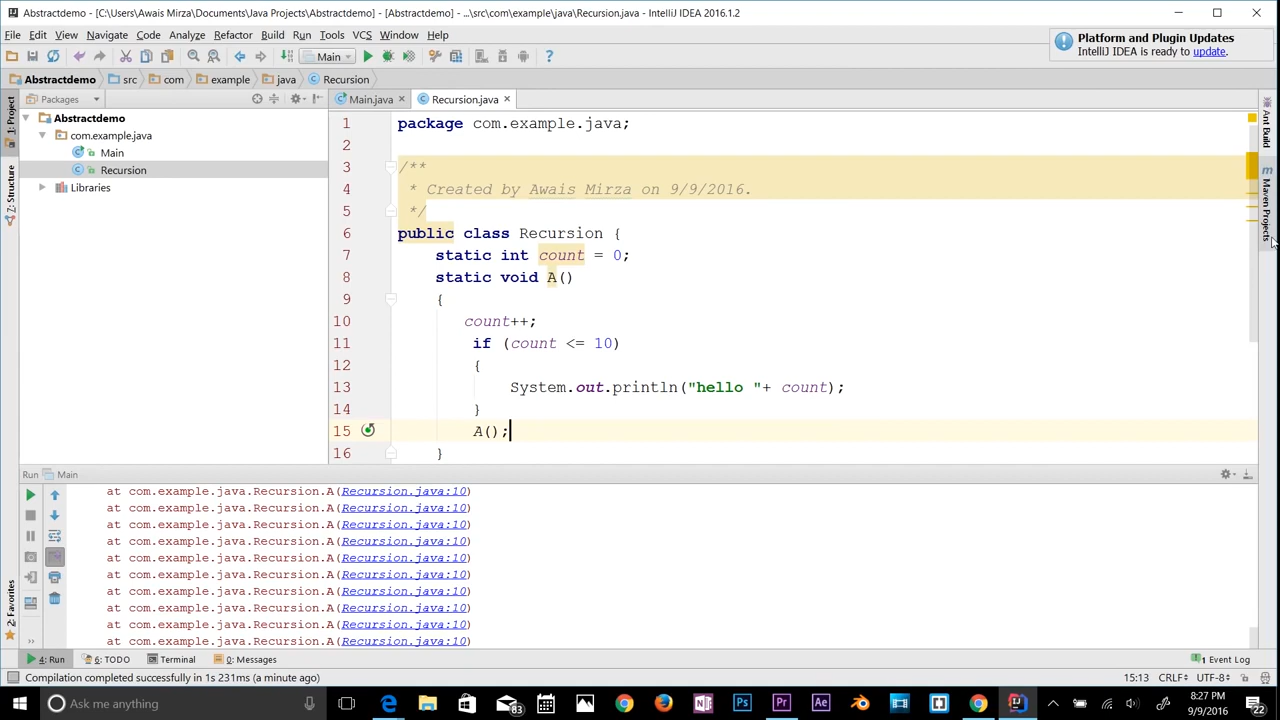 Abstractdemo - [C:\Users\Awais Mirza\Documents\Java Projects\Abstractdemo] - [Abstractdemo] - ...\src\com\example\java\Recursion.java - IntelliJ IDEA 2016.1.2
File Edit View Navigate Code Analyze Refactor Build Run Tools VCS Window Help
Platform and Plugin Updates
IntelliJ IDEA is ready to update.
Main
Abstractdemo src com example java Recursion
1: Project
Packages
Main.java
Recursion.java
Abstractdemo
com.example.java
Main
Recursion
Libraries
Z: Structure
2: Favorites
1 package com.example.java;
2
3 /**
4 * Created by Awais Mirza on 9/9/2016.
5 */
6 public class Recursion {
7 static int count = 0;
8 static void A()
9 {
10 count++;
11 if (count <= 10)
12 {
13 System.out.println("hello "+ count);
14 }
15 A();
16 }
Ant Build
m Maven Projects
Run Main
at com.example.java.Recursion.A(Recursion.java:10)
at com.example.java.Recursion.A(Recursion.java:10)
at com.example.java.Recursion.A(Recursion.java:10)
at com.example.java.Recursion.A(Recursion.java:10)
at com.example.java.Recursion.A(Recursion.java:10)
at com.example.java.Recursion.A(Recursion.java:10)
at com.example.java.Recursion.A(Recursion.java:10)
at com.example.java.Recursion.A(Recursion.java:10)
at com.example.java.Recursion.A(Recursion.java:10)
at com.example.java.Recursion.A(Recursion.java:10)
4: Run 6: TODO Terminal 0: Messages 1 Event Log
Compilation completed successfully in 1s 231ms (a minute ago) 15:13 CRLF UTF-8
Ask me anything
83
Ps Pr Ae
8:27 PM
9/9/2016
22